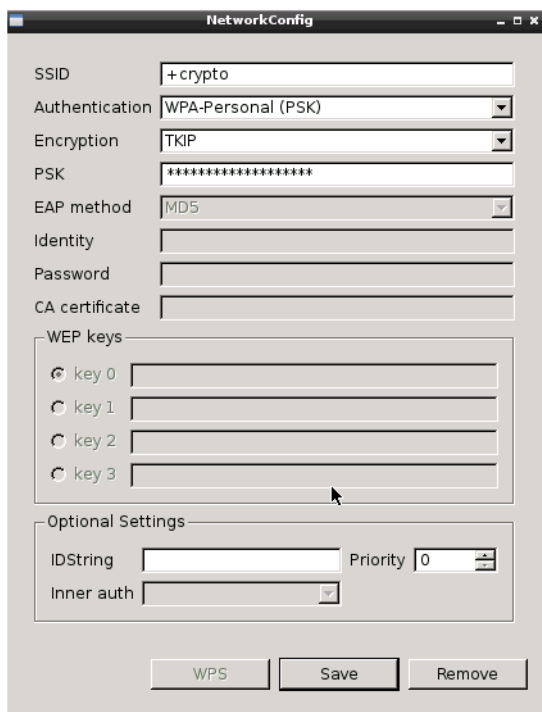 NetworkConfig
SSID +crypto
Authentication WPA-Personal (PSK)
Encryption TKIP
PSK *******************
EAP method MD5
Identity
Password
CA certificate
WEP keys
key 0
key 1
key 2
key 3
Optional Settings
IDString Priority 0
Inner auth
WPS Save Remove